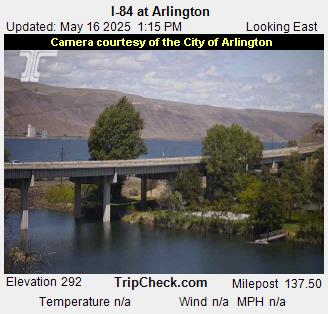 I-84 at Arlington
Updated: May 16 2025 1:15 PM Looking East
Camera courtesy of the City of Arlington
Elevation 292 TripCheck.com Milepost 137.50
Temperature n/a Wind n/a MPH n/a